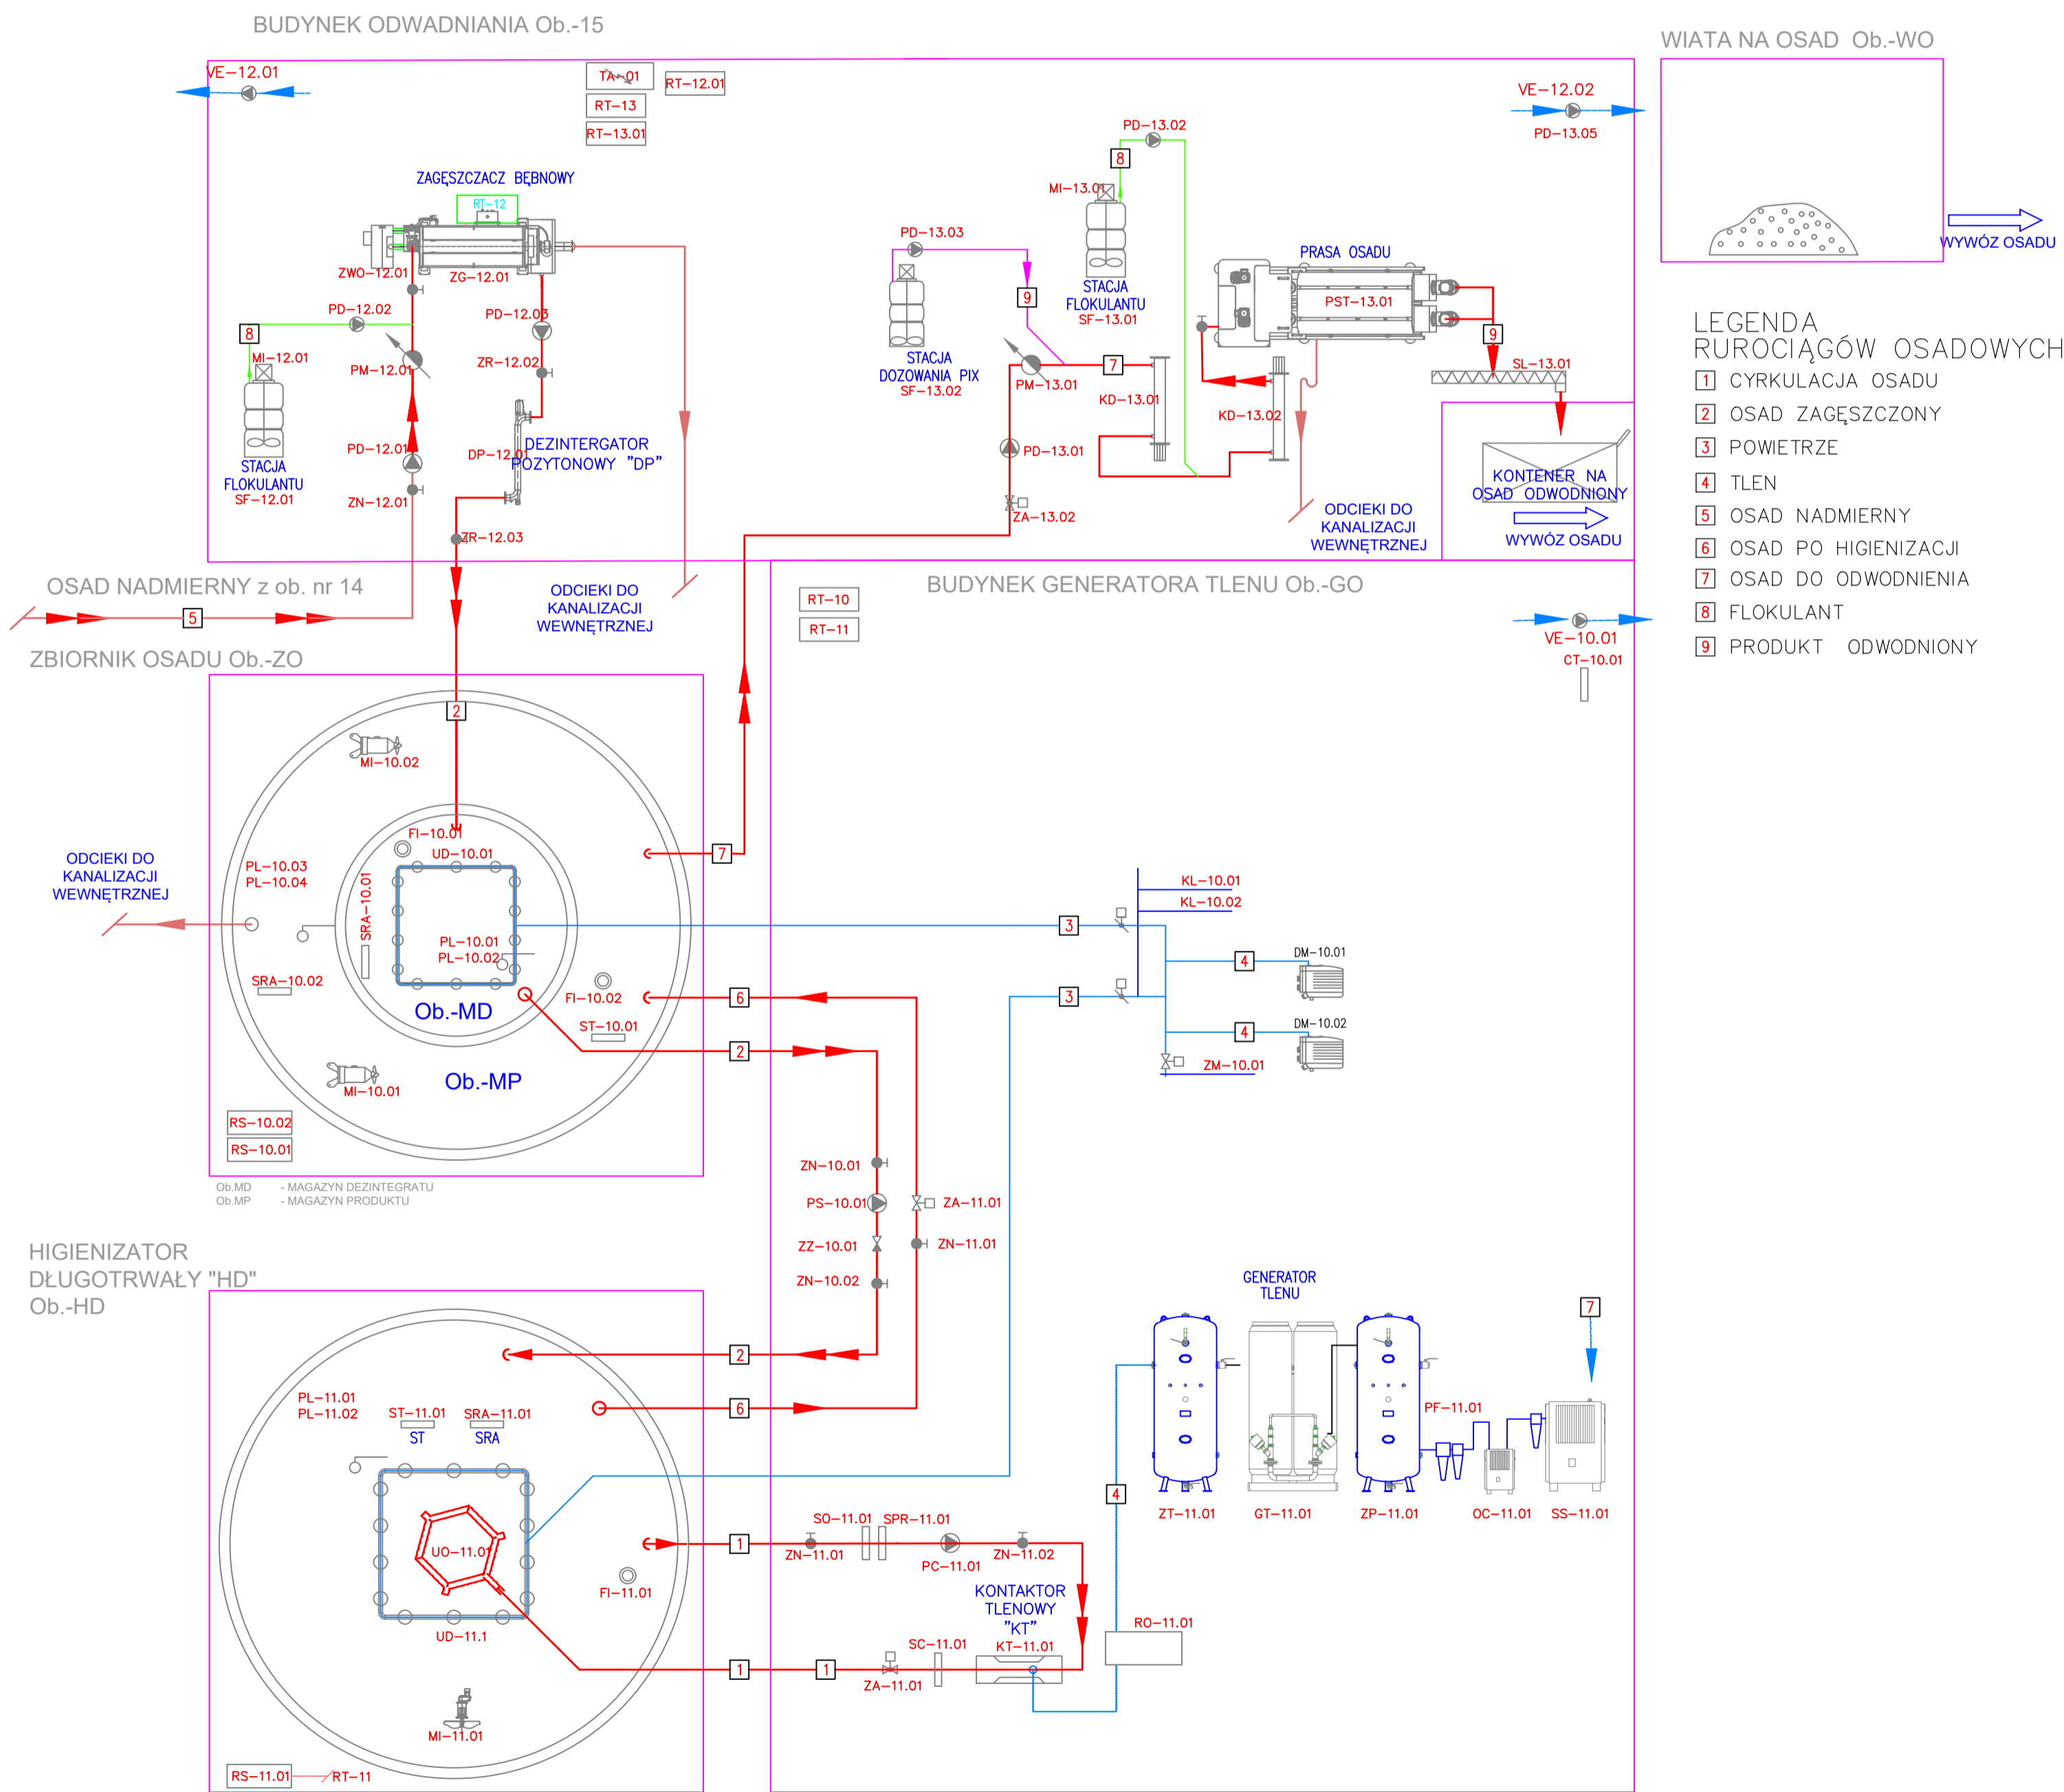 BUDYNEK ODWADNIANIA Ob.-15
WIATA NA OSAD Ob.-WO
VE-12.01
TA-01
RT-12.01
RT-13
RT-13.01
VE-12.02
PD-13.05
PD-13.02
8
ZAGĘSZCZACZ BĘBNOWY
RT-12
MI-13.01
PD-13.03
ZWO-12.01
ZG-12.01
PRASA OSADU
PST-13.01
WYWÓZ OSADU
9
STACJA
FLOKULANTU
SF-13.01
PD-12.02
PD-12.03
8
MI-12.01
PM-12.01
ZR-12.02
STACJA
DOZOWANIA PIX
SF-13.02
PM-13.01
7
KD-13.01
KD-13.02
9
SL-13.01
LEGENDA
RUROCIĄGÓW OSADOWYCH
1 CYRKULACJA OSADU
2 OSAD ZAGĘSZCZONY
3 POWIETRZE
4 TLEN
5 OSAD NADMIERNY
6 OSAD PO HIGIENIZACJI
7 OSAD DO ODWODNIENIA
8 FLOKULANT
9 PRODUKT ODWODNIONY
PD-12.01
DP-12.01
DEZINTERGATOR
POZYTONOWY "DP"
STACJA
FLOKULANTU
SF-12.01
ZN-12.01
PD-13.01
ZA-13.02
KONTENER NA
OSAD ODWODNIONY
WYWÓZ OSADU
ODCIEKI DO
KANALIZACJI
WEWNĘTRZNEJ
ZR-12.03
OSAD NADMIERNY z ob. nr 14
5
ODCIEKI DO
KANALIZACJI
WEWNĘTRZNEJ
RT-10
RT-11
BUDYNEK GENERATORA TLENU Ob.-GO
VE-10.01
CT-10.01
ZBIORNIK OSADU Ob.-ZO
2
MI-10.02
FI-10.01
UD-10.01
7
ODCIEKI DO
KANALIZACJI
WEWNĘTRZNEJ
PL-10.03
PL-10.04
SRA-10.01
PL-10.01
PL-10.02
KL-10.01
KL-10.02
3
4
DM-10.01
SRA-10.02
FI-10.02
6
3
Ob.-MD
ST-10.01
2
4
DM-10.02
ZM-10.01
Ob.-MP
MI-10.01
RS-10.02
RS-10.01
ZN-10.01
PS-10.01
ZA-11.01
ZZ-10.01
ZN-11.01
ZN-10.02
Ob.MD - MAGAZYN DEZINTEGRATU
Ob.MP - MAGAZYN PRODUKTU
HIGIENIZATOR
DŁUGOTRWAŁY "HD"
Ob.-HD
GENERATOR
TLENU
7
2
PL-11.01
PL-11.02
ST-11.01
SRA-11.01
ST
SRA
6
PF-11.01
4
ZT-11.01
GT-11.01
ZP-11.01
OC-11.01
SS-11.01
SO-11.01
SPR-11.01
UO-11.01
1
ZN-11.01
PC-11.01
ZN-11.02
FI-11.01
KONTAKTOR
TLENOWY
"KT"
KT-11.01
RO-11.01
UD-11.1
SC-11.01
1
1
ZA-11.01
MI-11.01
RS-11.01
RT-11